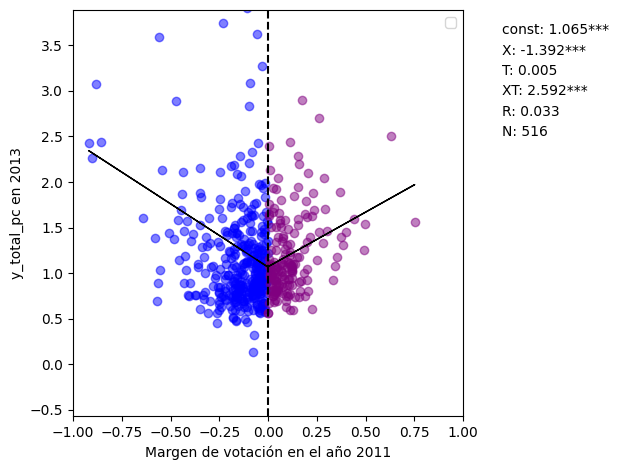 const: 1.065***
X: -1.392***
T: 0.005
XT: 2.592***
R: 0.033
N: 516
y_total_pc en 2013
3.5
3.0
2.5
2.0
1.5
1.0
0.5
0.0
−0.5
−1.00 −0.75 −0.50 −0.25 0.00 0.25 0.50 0.75 1.00
Margen de votación en el año 2011